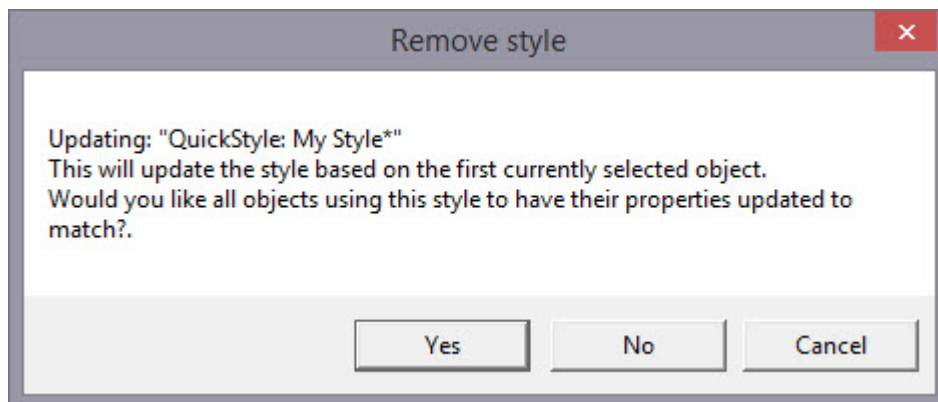 Remove style
Updating: "QuickStyle: My Style*"
This will update the style based on the first currently selected object.
Would you like all objects using this style to have their properties updated to
match?.
Yes
No
Cancel